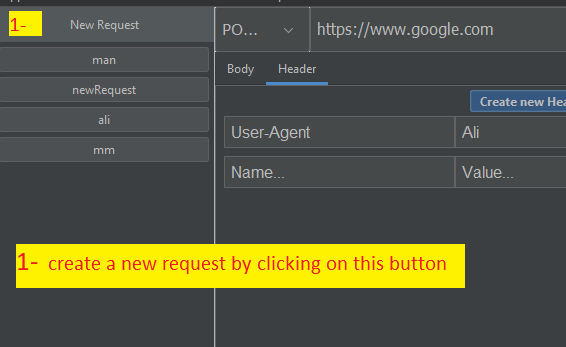 1- New Request
man
newRequest
ali
mm
PO...
https://www.google.com
Body Header
Create new Hea
User-Agent Ali
Name... Value...
1- create a new request by clicking on this button